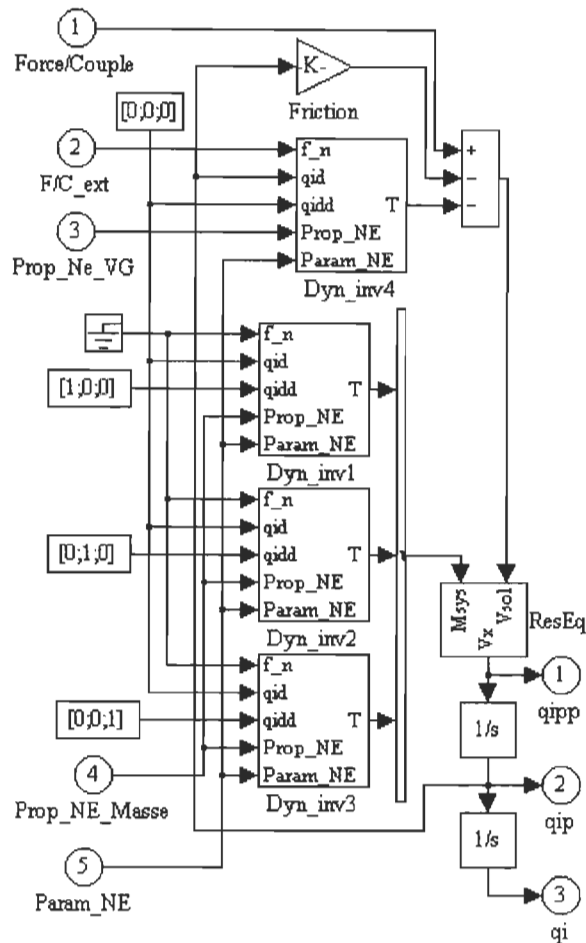 1
Force/Couple
-K-
Friction
[0;0;0]
2
F/C_ext
3
Prop_Ne_VG
f_n
qid
qidd
Prop_NE
Param_NE
T
Dyn_inv4
+
−
−
[1;0;0]
f_n
qid
qidd
Prop_NE
Param_NE
T
Dyn_inv1
[0;1;0]
f_n
qid
qidd
Prop_NE
Param_NE
T
Dyn_inv2
Msys
Vx
Vsol
ResEq
[0;0;1]
f_n
qid
qidd
Prop_NE
Param_NE
T
Dyn_inv3
1
qipp
1/s
4
Prop_NE_Masse
2
qip
5
Param_NE
1/s
3
qi